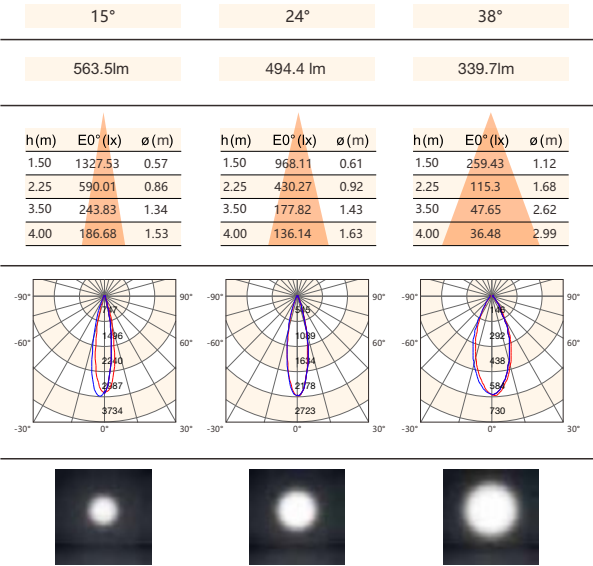 15° 24° 38°
563.5lm 494.4 lm 339.7lm
h(m) E0°(lx) ø(m) h(m) E0°(lx) ø(m) h(m) E0°(lx) ø(m)
1.50 1327.53 0.57 1.50 968.11 0.61 1.50 259.43 1.12
2.25 590.01 0.86 2.25 430.27 0.92 2.25 115.3 1.68
3.50 243.83 1.34 3.50 177.82 1.43 3.50 47.65 2.62
4.00 186.68 1.53 4.00 136.14 1.63 4.00 36.48 2.99
-90° 90° -90° 90° -90° 90°
146
1496 1089 292
-60° 60° -60° 60° -60° 60°
2240 1634 438
2987 2178 584
3734 2723 730
-30° 0° 30° -30° 0° 30° -30° 0° 30°